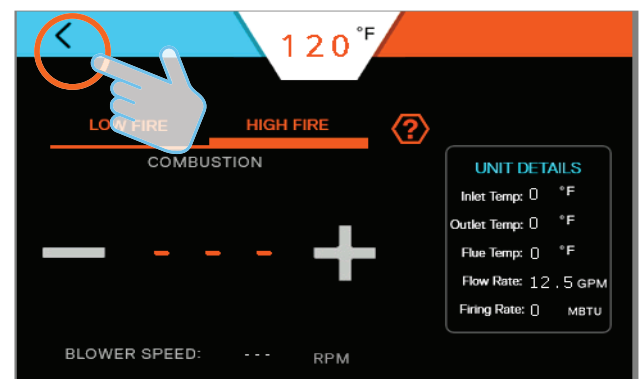 120 °F
LOW FIRE HIGH FIRE ?
COMBUSTION
- - -
BLOWER SPEED: --- RPM
UNIT DETAILS
Inlet Temp: 0 °F
Outlet Temp: 0 °F
Flue Temp: 0 °F
Flow Rate: 12.5 GPM
Firing Rate: 0 MBTU